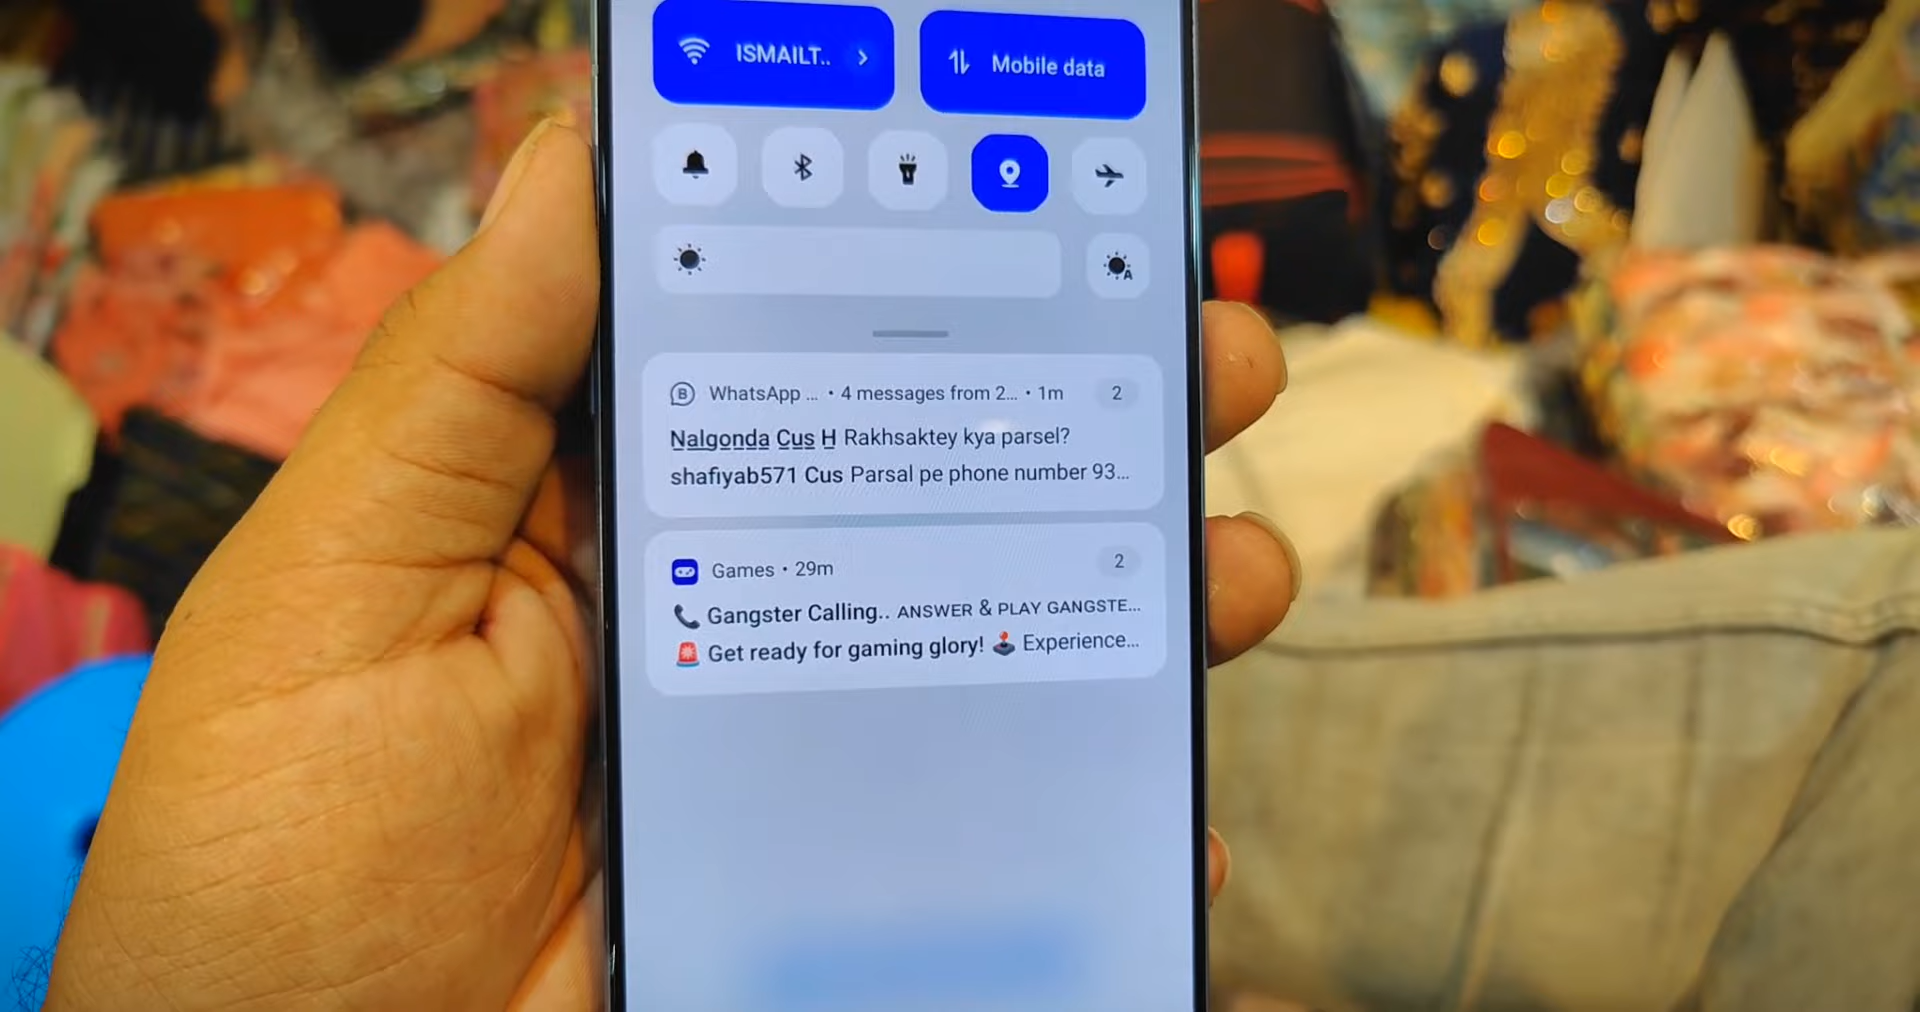 ISMAILT.. >
Mobile data
A
B WhatsApp ... • 4 messages from 2... • 1m 2
Nalgonda Cus H Rakhsaktey kya parsel?
shafiyab571 Cus Parsal pe phone number 93...
Games • 29m 2
Gangster Calling.. ANSWER & PLAY GANGSTE...
Get ready for gaming glory! Experience...